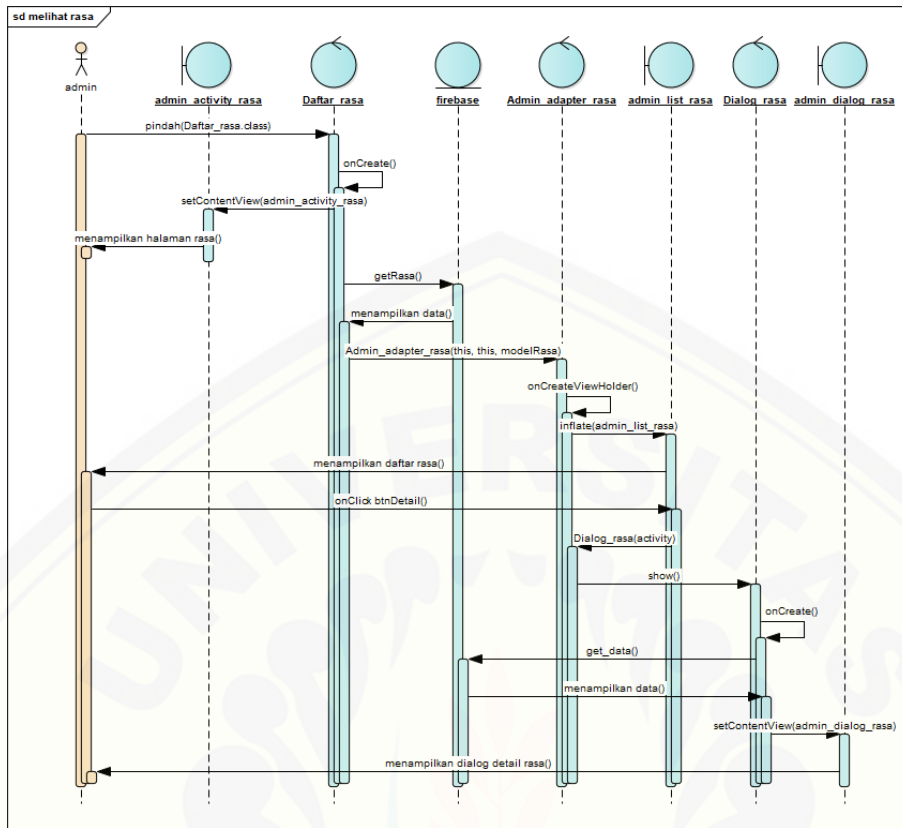 sd melihat rasa
admin
admin_activity_rasa
Daftar_rasa
firebase
Admin_adapter_rasa
admin_list_rasa
Dialog_rasa
admin_dialog_rasa
pindah(Daftar_rasa.class)
onCreate()
setContentView(admin_activity_rasa)
menampilkan halaman rasa()
getRasa()
menampilkan data()
Admin_adapter_rasa(this, this, modelRasa)
onCreateViewHolder()
inflate(admin_list_rasa)
menampilkan daftar rasa()
onClick btnDetail()
Dialog_rasa(activity)
show()
onCreate()
get_data()
menampilkan data()
setContentView(admin_dialog_rasa)
menampilkan dialog detail rasa()
UNIVERSITAS